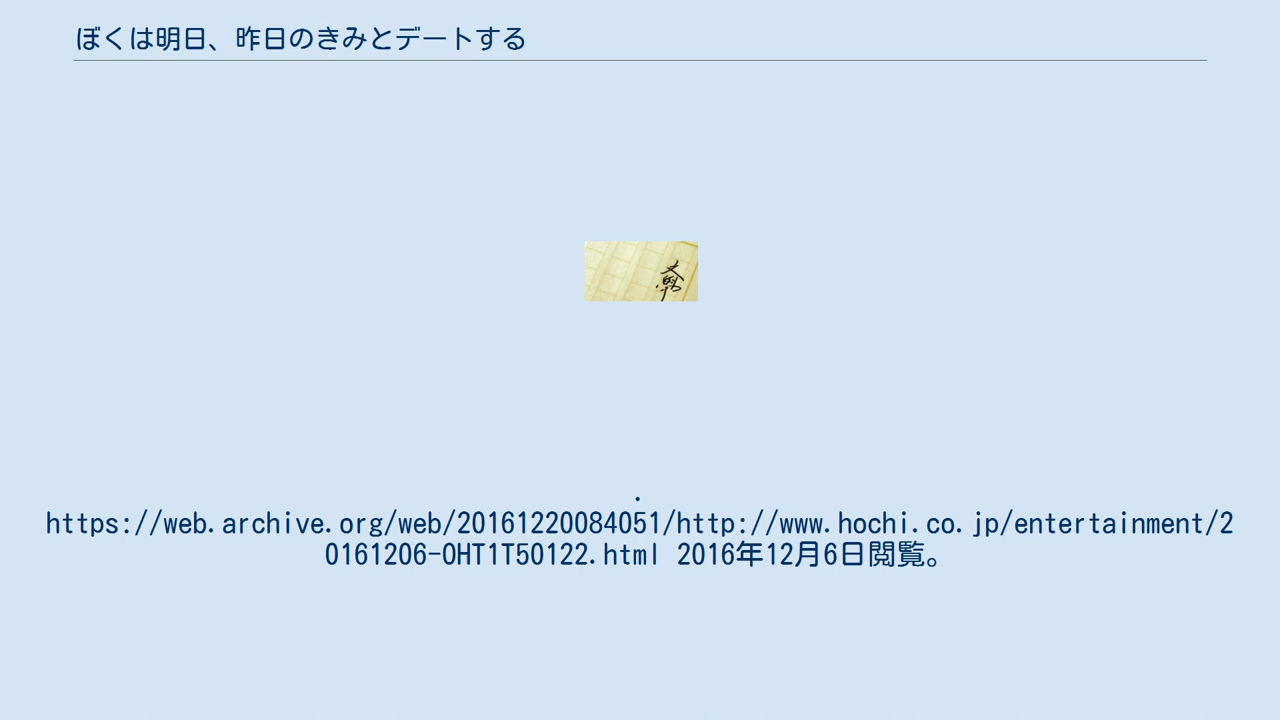 ぼくは明日、昨日のきみとデートする
.
https://web.archive.org/web/20161220084051/http://www.hochi.co.jp/entertainment/2
0161206-OHT1T50122.html 2016年12月6日閲覧。